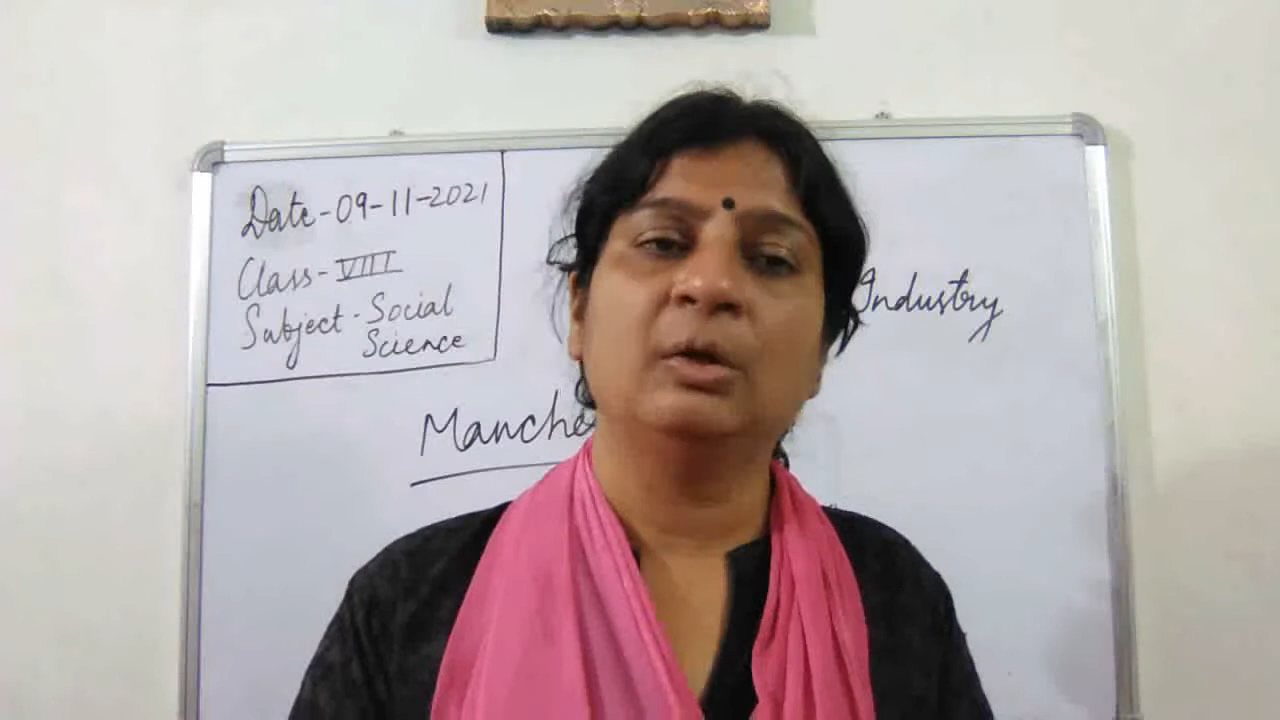 Date-09-11-2021
Class-VIII
Subject-Social
Science
Industry
Manche